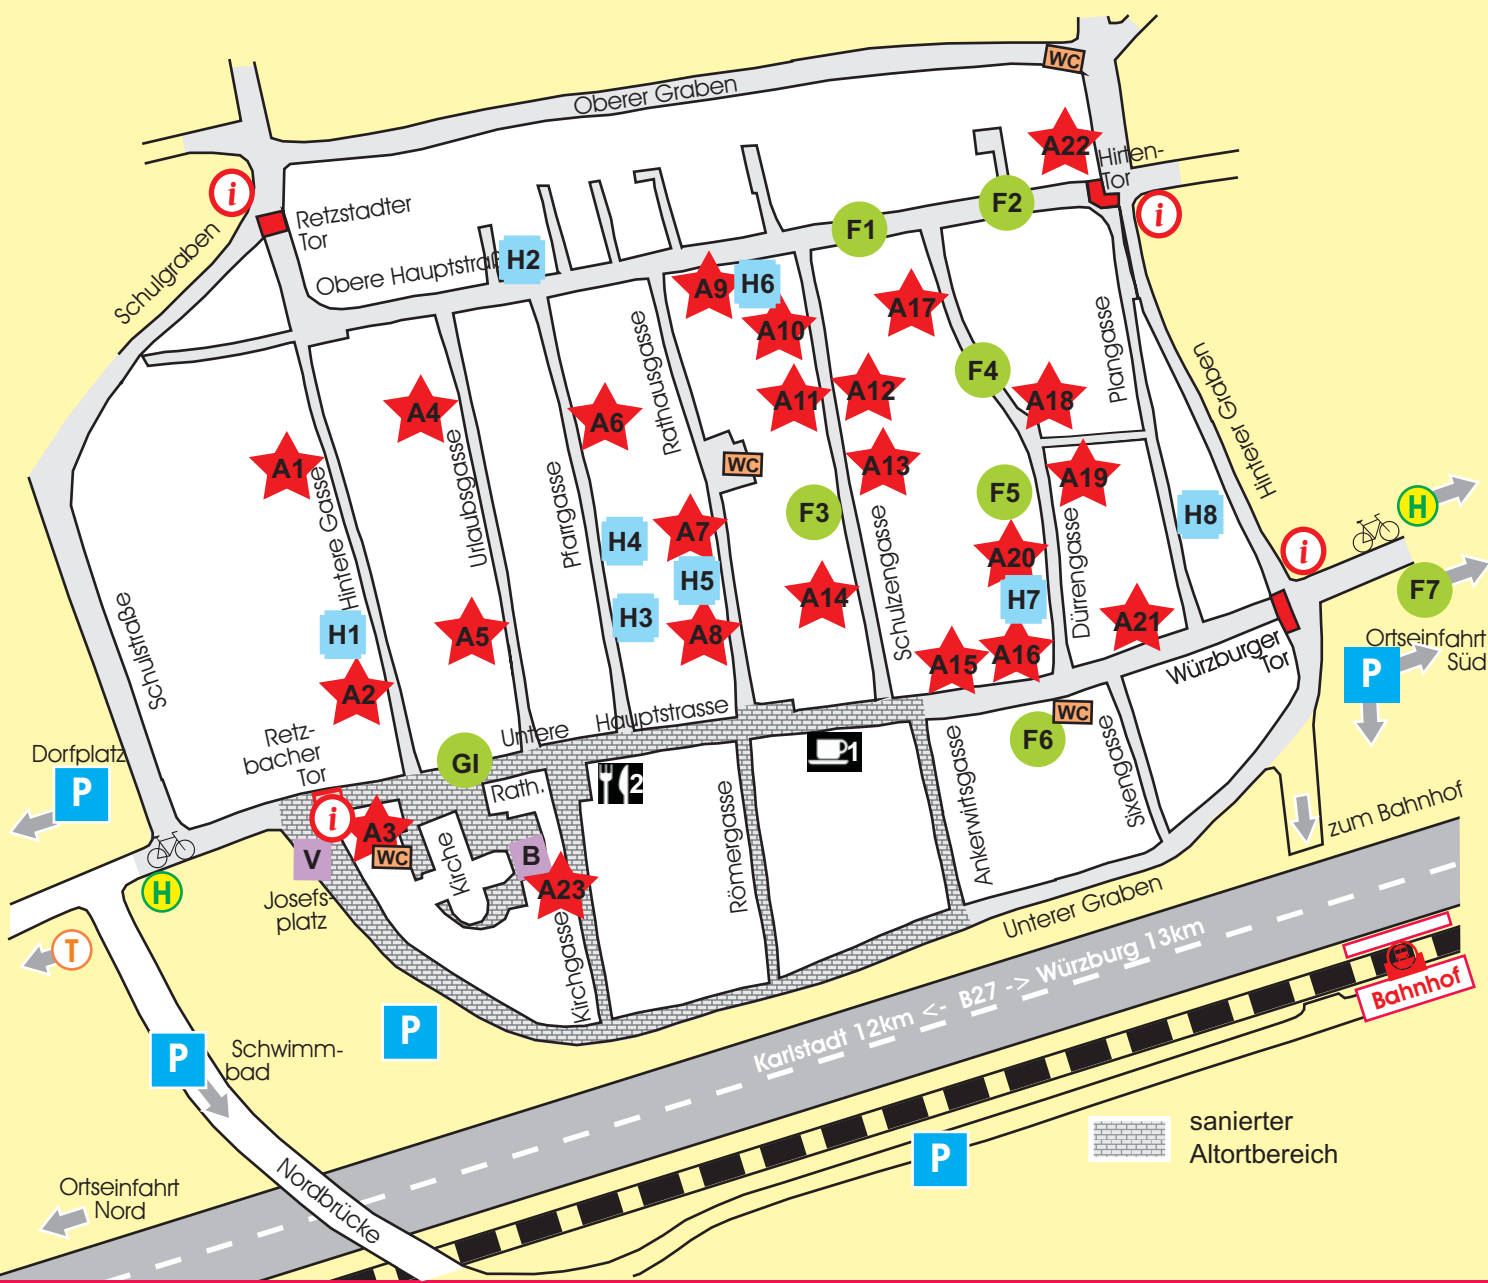 WC
Oberer Graben
A22
Hirten-
Tor
i
i
Retzstadter
Tor
F2
F1
Schulgraben
Obere Hauptstraß
H2
A9
H6
A10
A17
Rathausgasse
Plangasse
Hinterer Graben
F4
A4
A6
A11
A12
A18
A1
WC
A13
A19
Hintere Gasse
Urlaubsgasse
Pfarrgasse
F5
H
F3
H8
H4
A7
Schulzengasse
Dürrengasse
i
A20
H5
F7
H1
A5
H3
A8
A14
H7
A21
Schulstraße
A15
A16
Würzburger
Tor
Ortseinfahrt
Süd
P
A2
Untere
Hauptstrasse
WC
Retz-
bacher
Tor
GI
F6
Sixengasse
Ankerwirtsgasse
1
Dorfplatz
P
2
Rath.
Römergasse
zum Bahnhof
i
A3
WC
V
Kirche
B
A23
H
Josefs-
platz
Kirchgasse
Unterer Graben
T
Karlstadt 12km <- B27 -> Würzburg 13km
Bahnhof
P
P
Schwimm-
bad
P
sanierter
Altortbereich
Nordbrücke
Ortseinfahrt
Nord